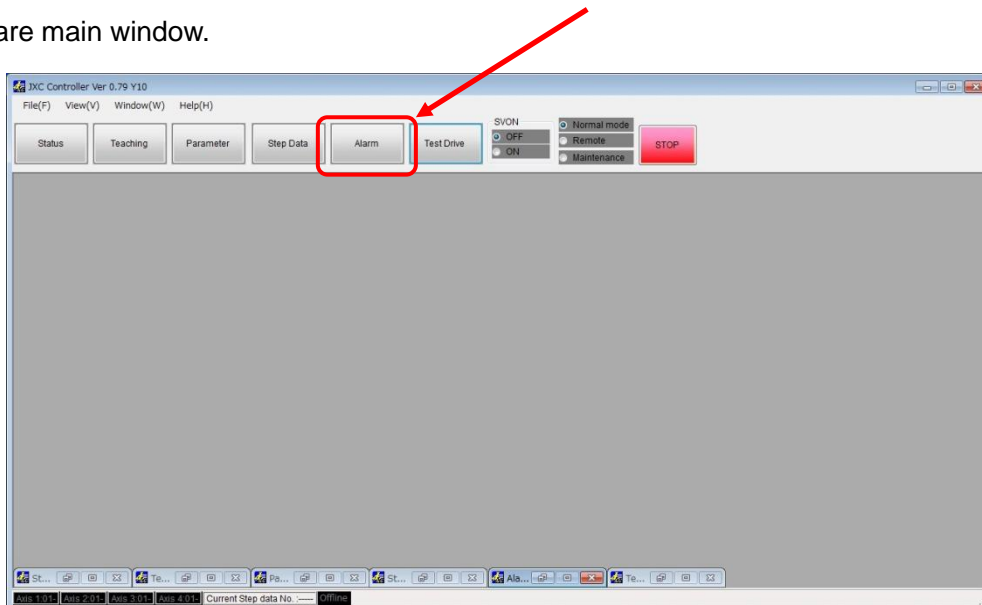 are main window.
JXC Controller Ver 0.79 Y10
File(F) View(V) Window(W) Help(H)
Status Teaching Parameter Step Data Alarm Test Drive
SVON
OFF
ON
Normal mode
Remote
Maintenance
STOP
St... Te... Pa... St... Ala... Te...
Axis 1:01- Axis 2:01- Axis 3:01- Axis 4:01- Current Step data No. :----- Offline